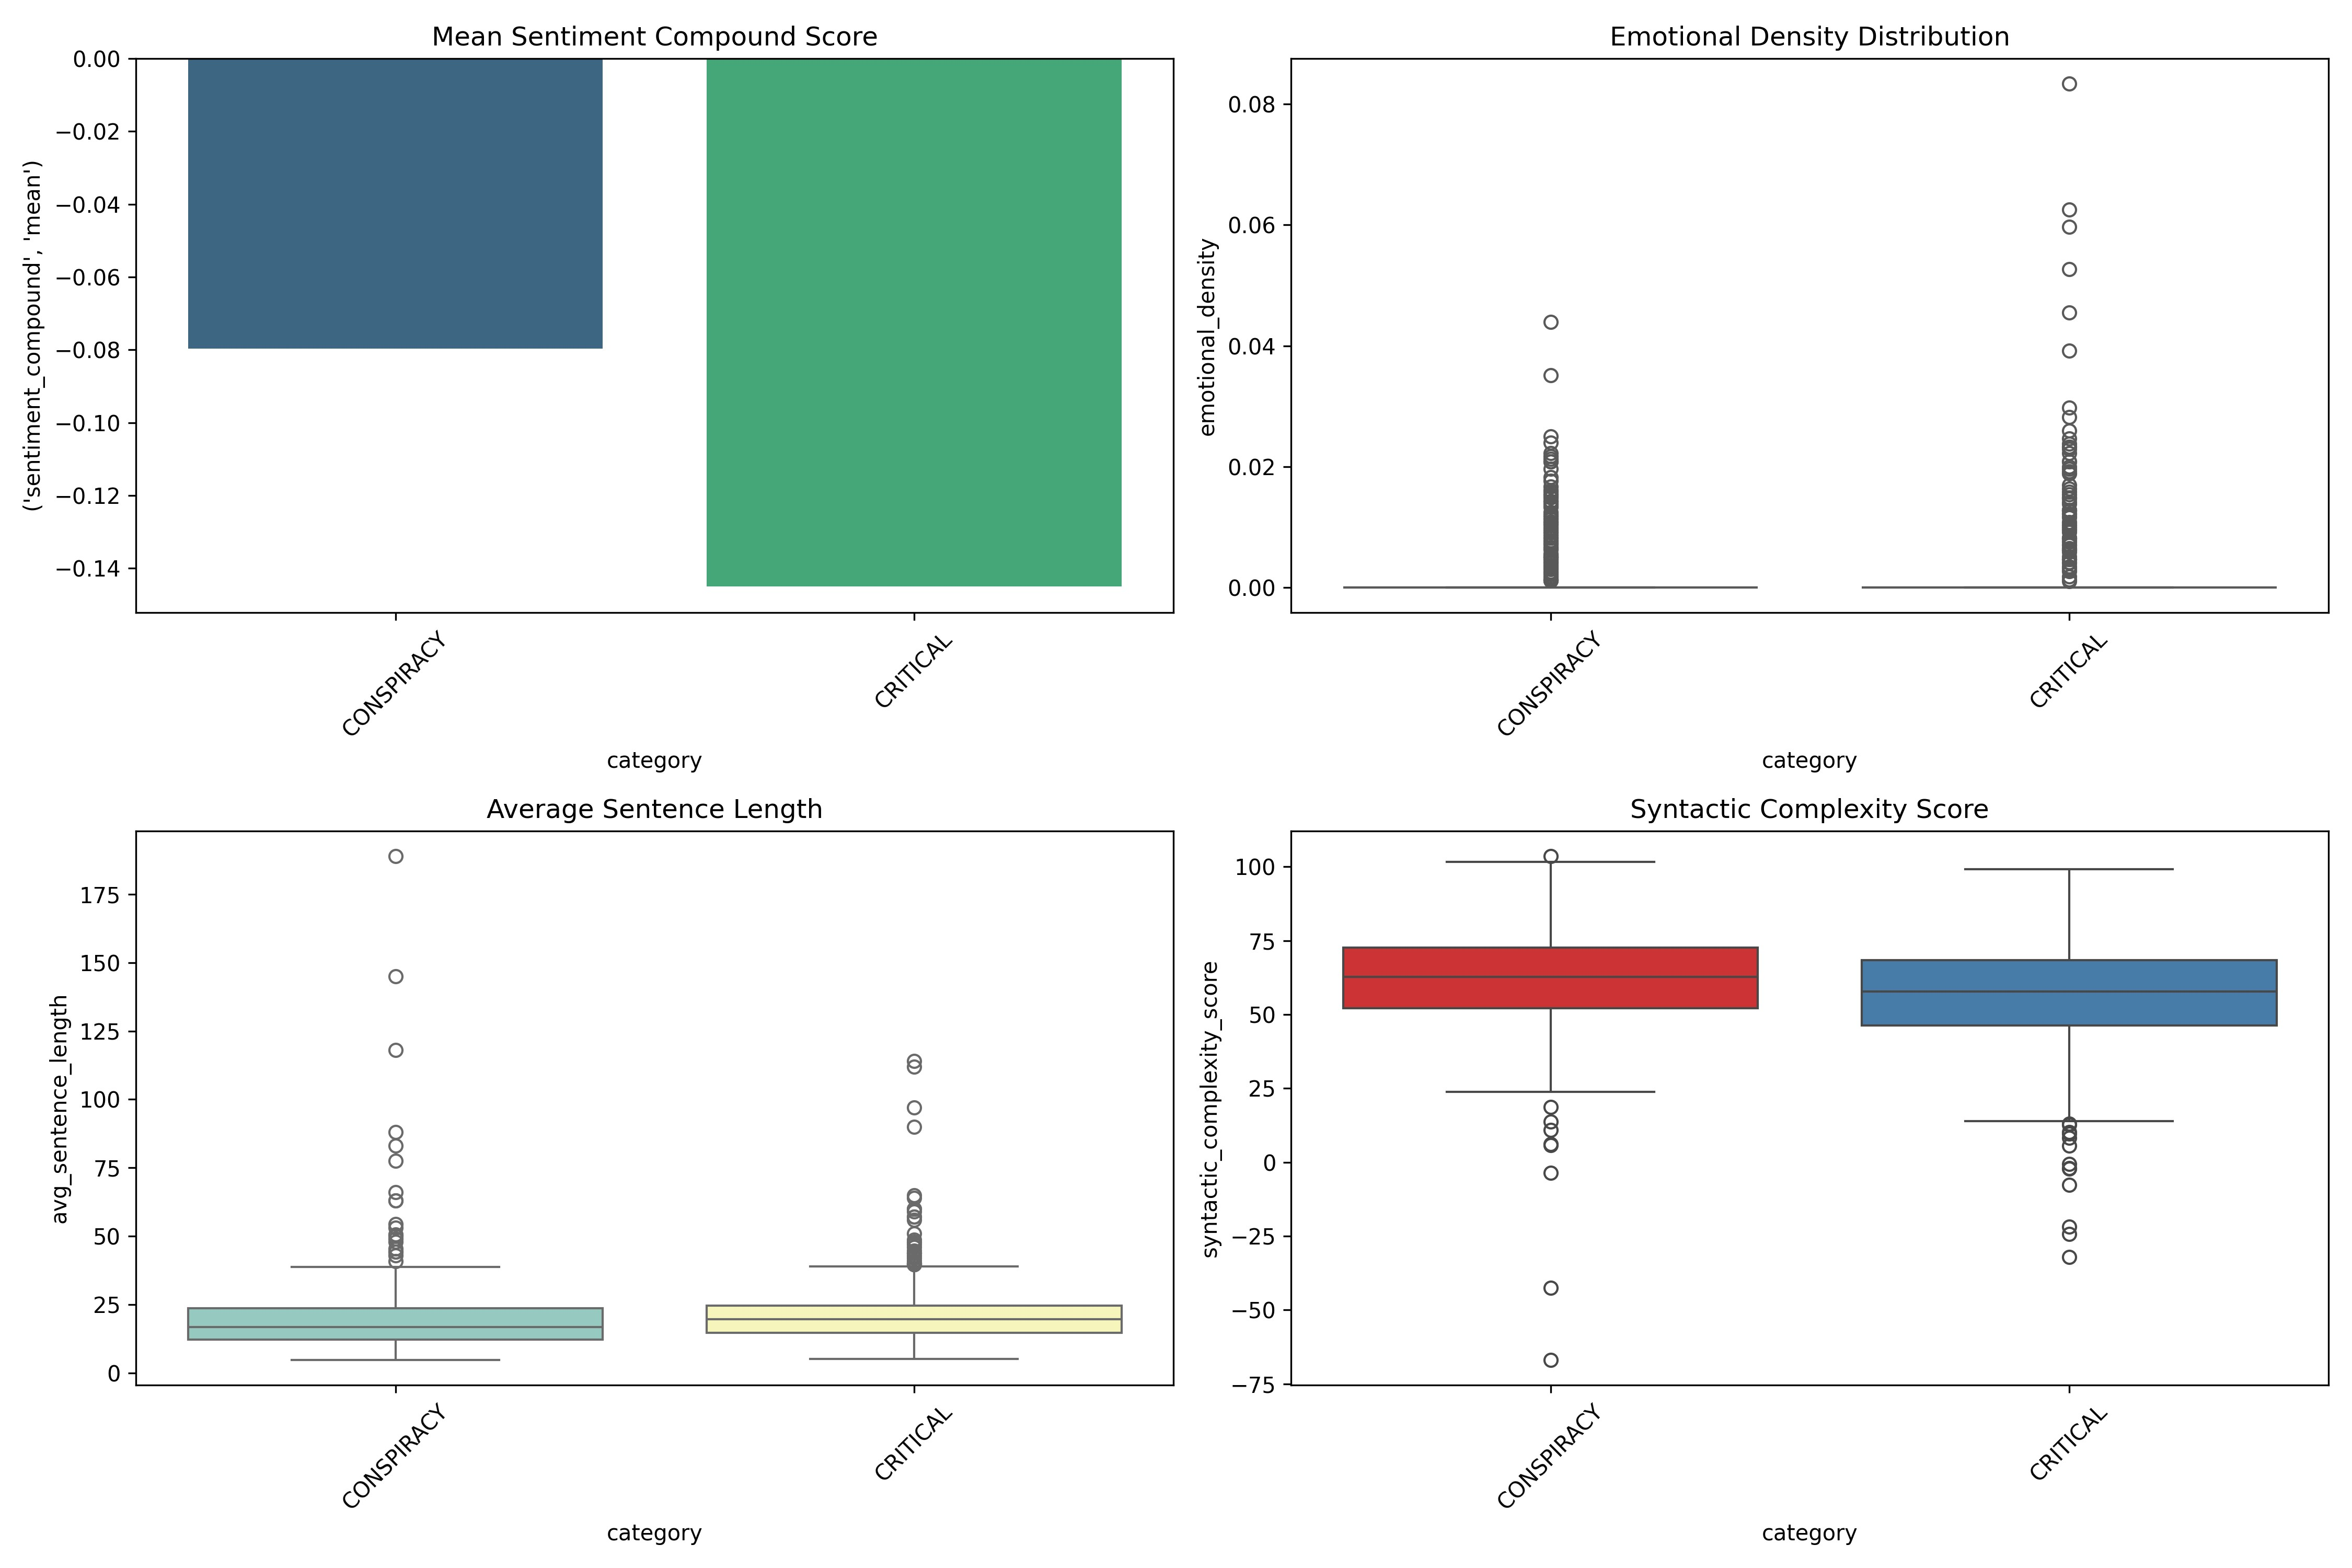 Mean Sentiment Compound Score
('sentiment_compound', 'mean')
0.00
−0.02
−0.04
−0.06
−0.08
−0.10
−0.12
−0.14
CONSPIRACY
CRITICAL
category
Emotional Density Distribution
emotional_density
0.08
0.06
0.04
0.02
0.00
CONSPIRACY
CRITICAL
category
Average Sentence Length
avg_sentence_length
175
150
125
100
75
50
25
0
CONSPIRACY
CRITICAL
category
Syntactic Complexity Score
syntactic_complexity_score
100
75
50
25
0
−25
−50
−75
CONSPIRACY
CRITICAL
category